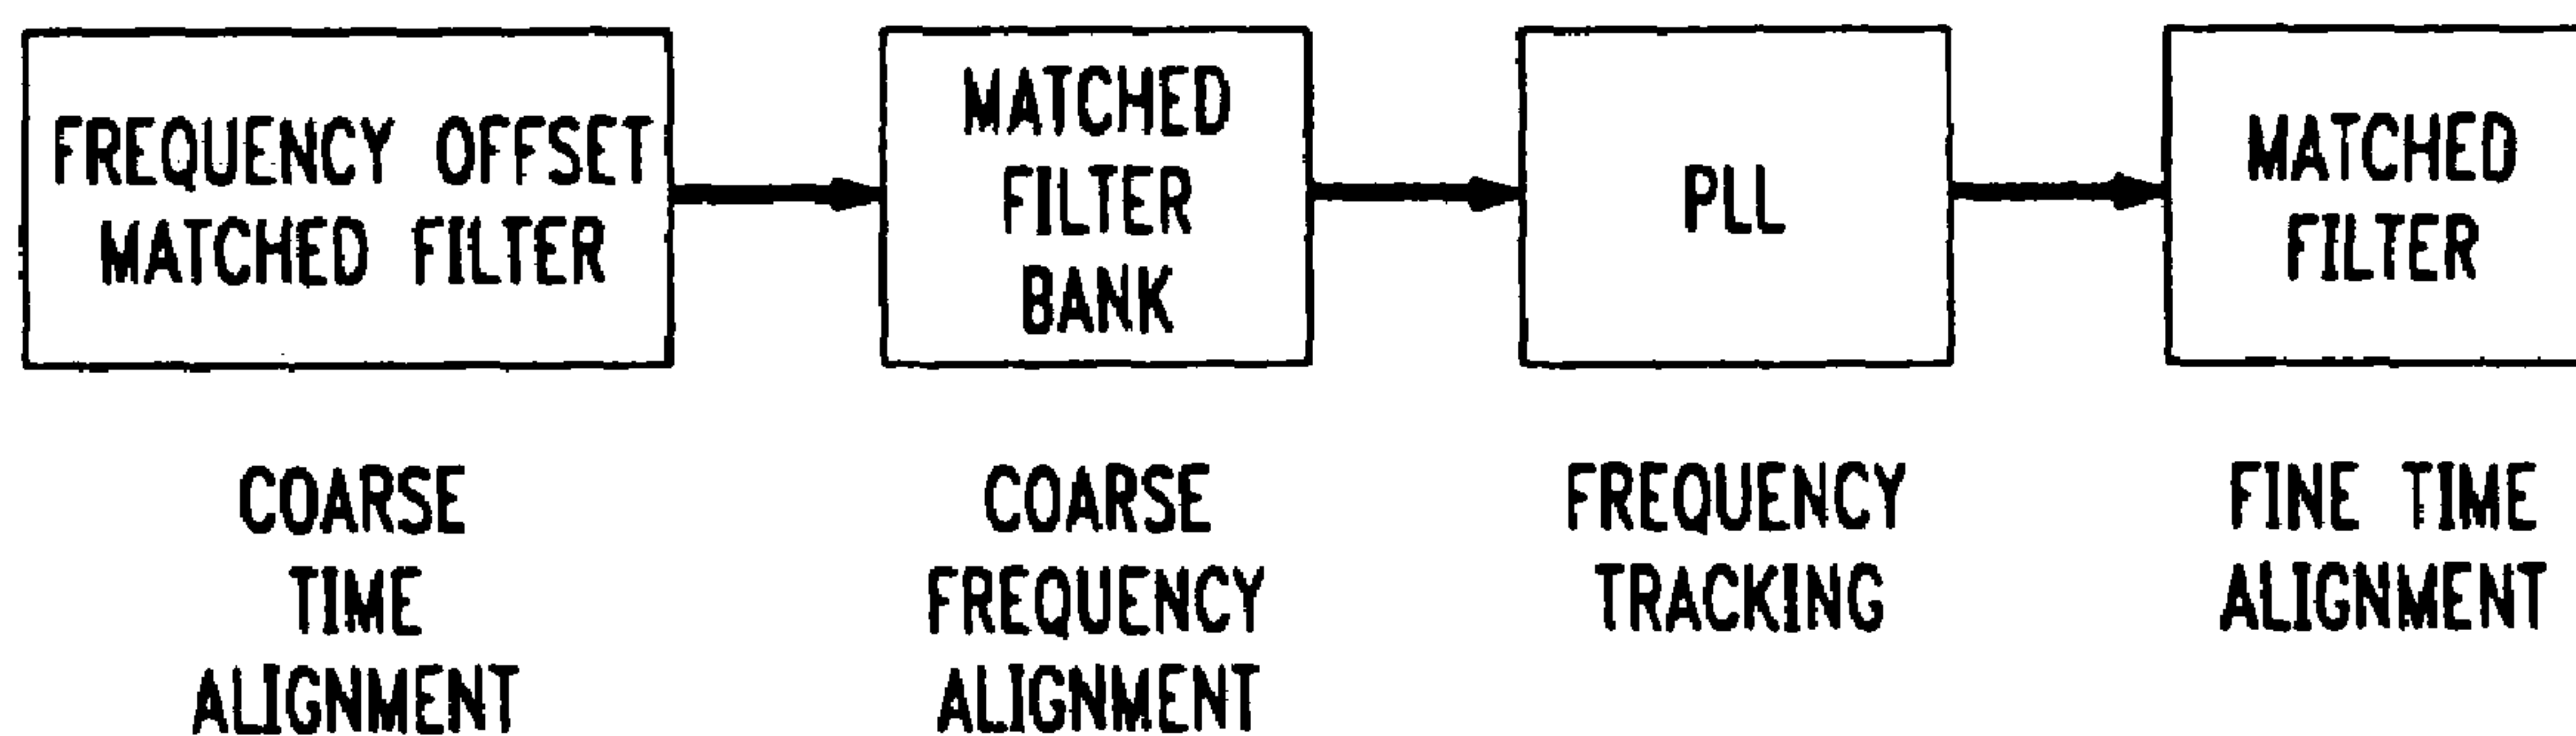 FREQUENCY OFFSET
MATCHED FILTER
MATCHED
FILTER
BANK
PLL
MATCHED
FILTER
COARSE
TIME
ALIGNMENT
COARSE
FREQUENCY
ALIGNMENT
FREQUENCY
TRACKING
FINE TIME
ALIGNMENT